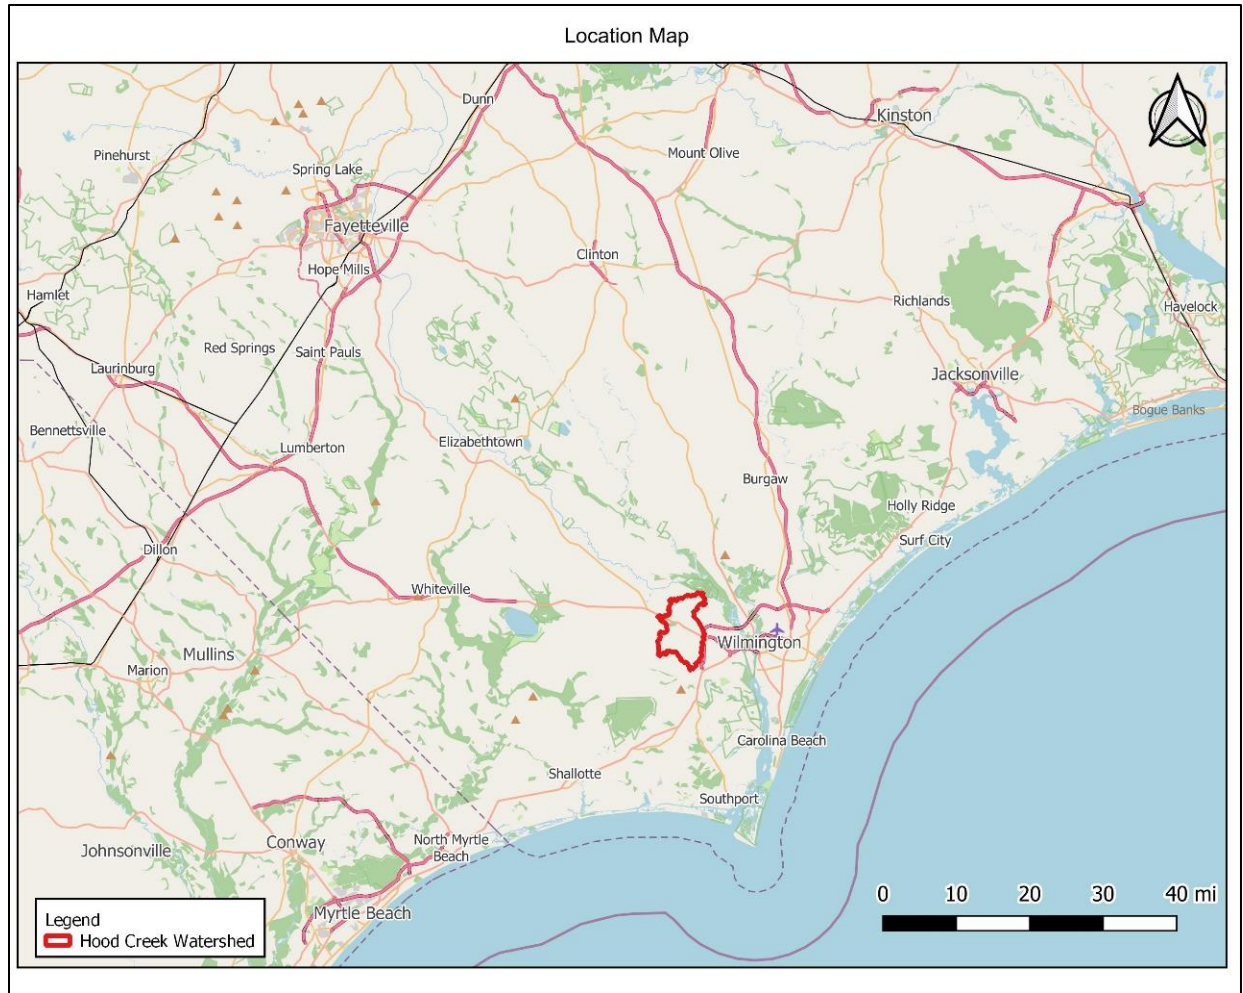 Location Map
Dunn
Kinston
Pinehurst
Mount Olive
Spring Lake
Fayetteville
Clinton
Hope Mills
Hamlet
Richlands
Havelock
Red Springs
Saint Pauls
Laurinburg
Jacksonville
Bogue Banks
Bennettsville
Elizabethtown
Lumberton
Burgaw
Holly Ridge
Surf City
Dillon
Whiteville
Wilmington
Mullins
Marion
Carolina Beach
Shallotte
Southport
Conway
North Myrtle
Beach
Johnsonville
Myrtle Beach
0 10 20 30 40 mi
Legend
Hood Creek Watershed